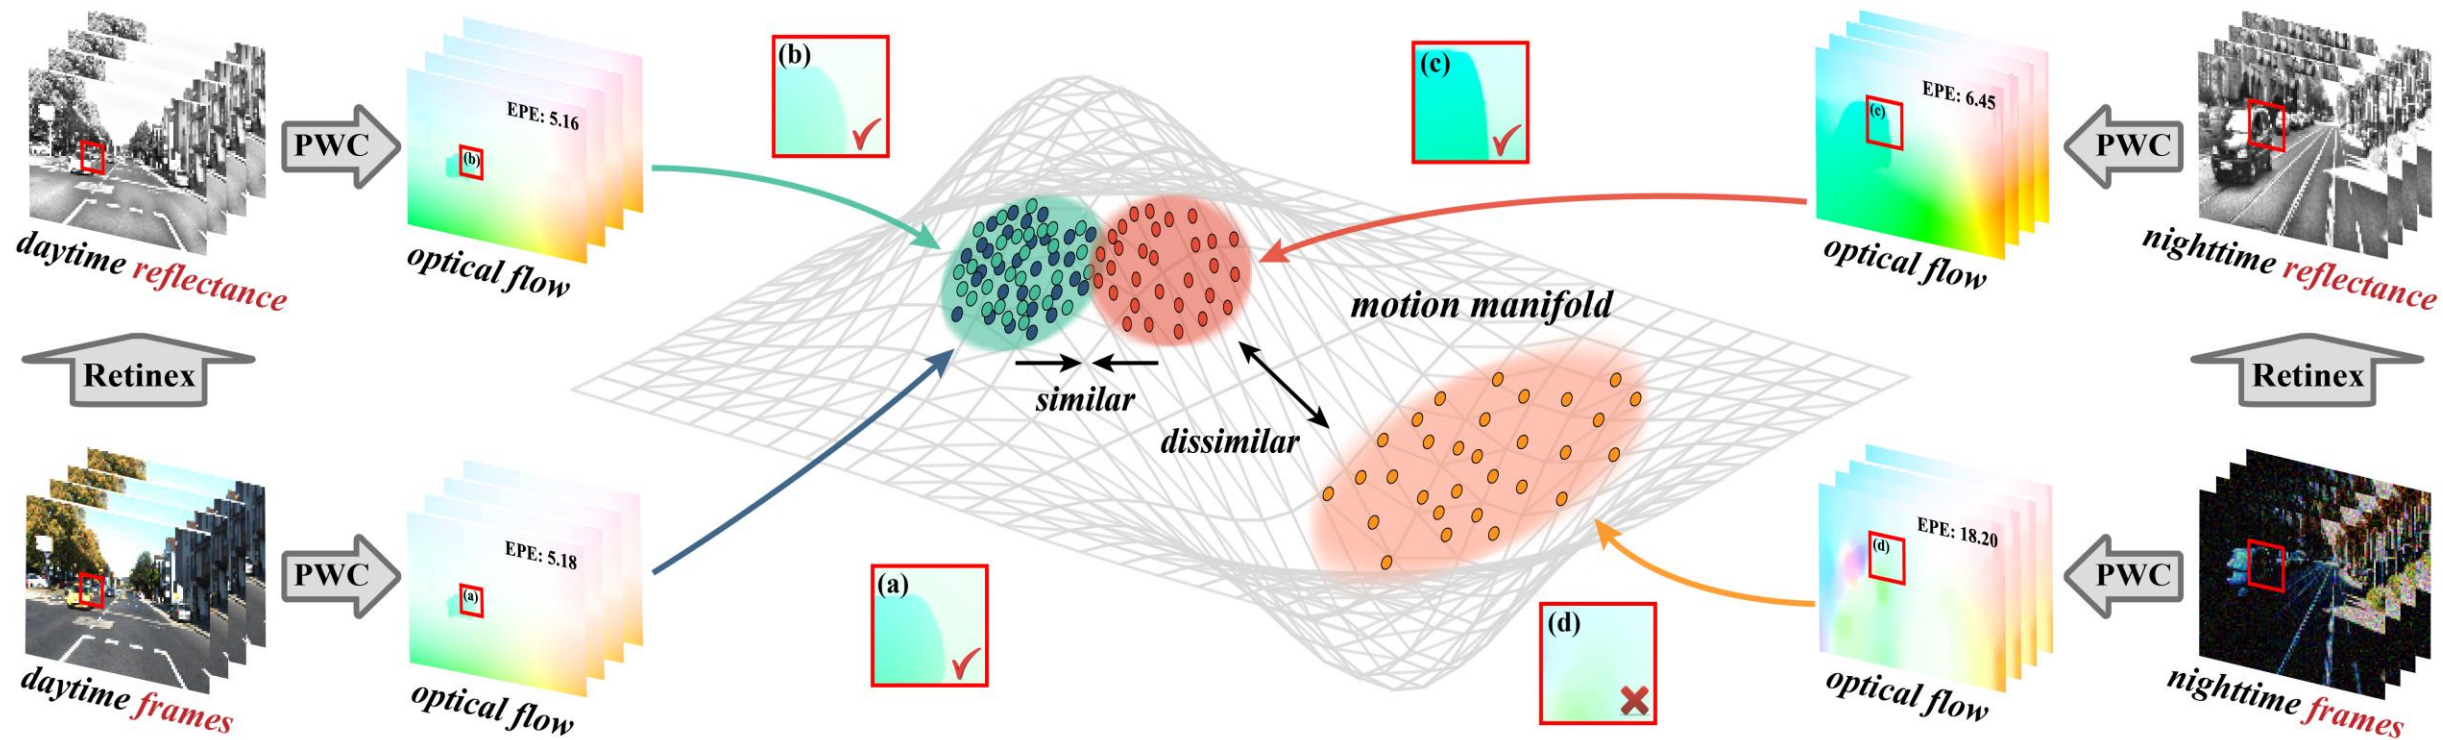 (b)
(c)
EPE: 5.16
(b)
EPE: 6.45
(c)
PWC
PWC
daytime reflectance
optical flow
optical flow
nighttime reflectance
motion manifold
Retinex
similar
Retinex
dissimilar
EPE: 5.18
(a)
EPE: 18.20
(d)
PWC
(a)
(d)
PWC
daytime frames
optical flow
optical flow
nighttime frames